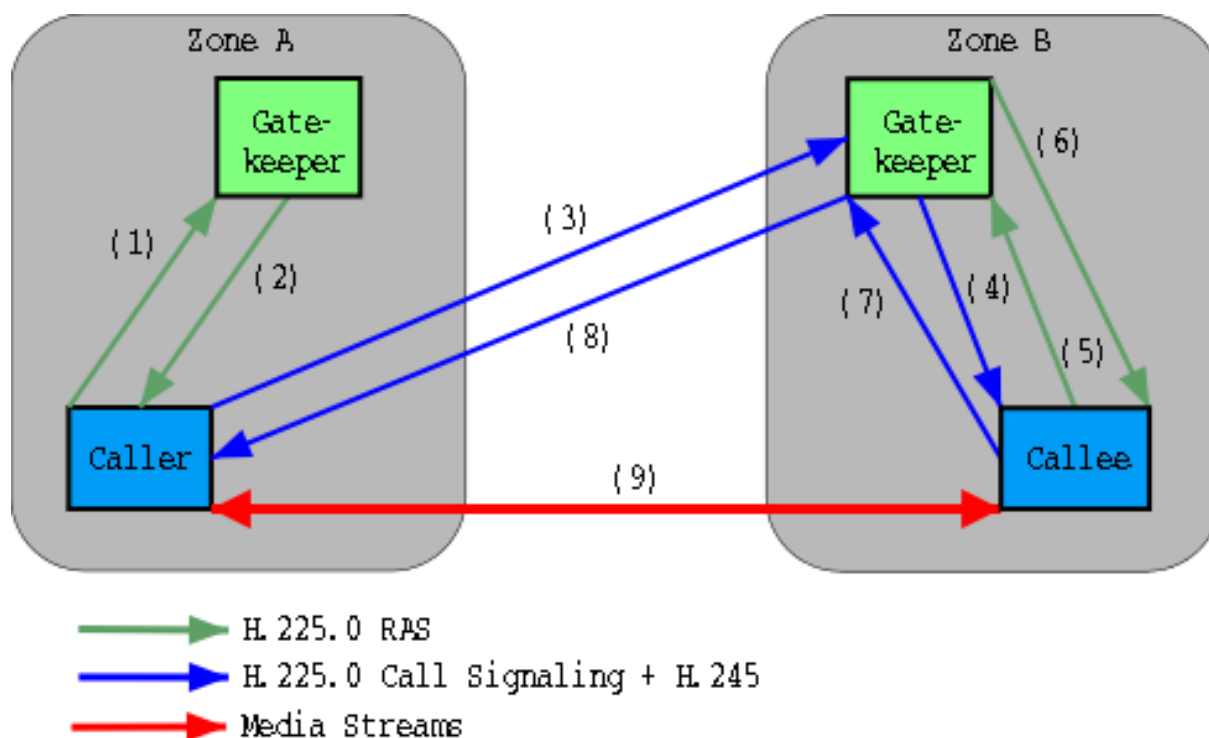 Zone A
Zone B
Gate-
keeper
Gate-
keeper
(1)
(2)
(3)
(4)
(5)
(6)
(7)
(8)
Caller
Callee
(9)
H.225.0 RAS
H.225.0 Call Signaling + H.245
Media Streams